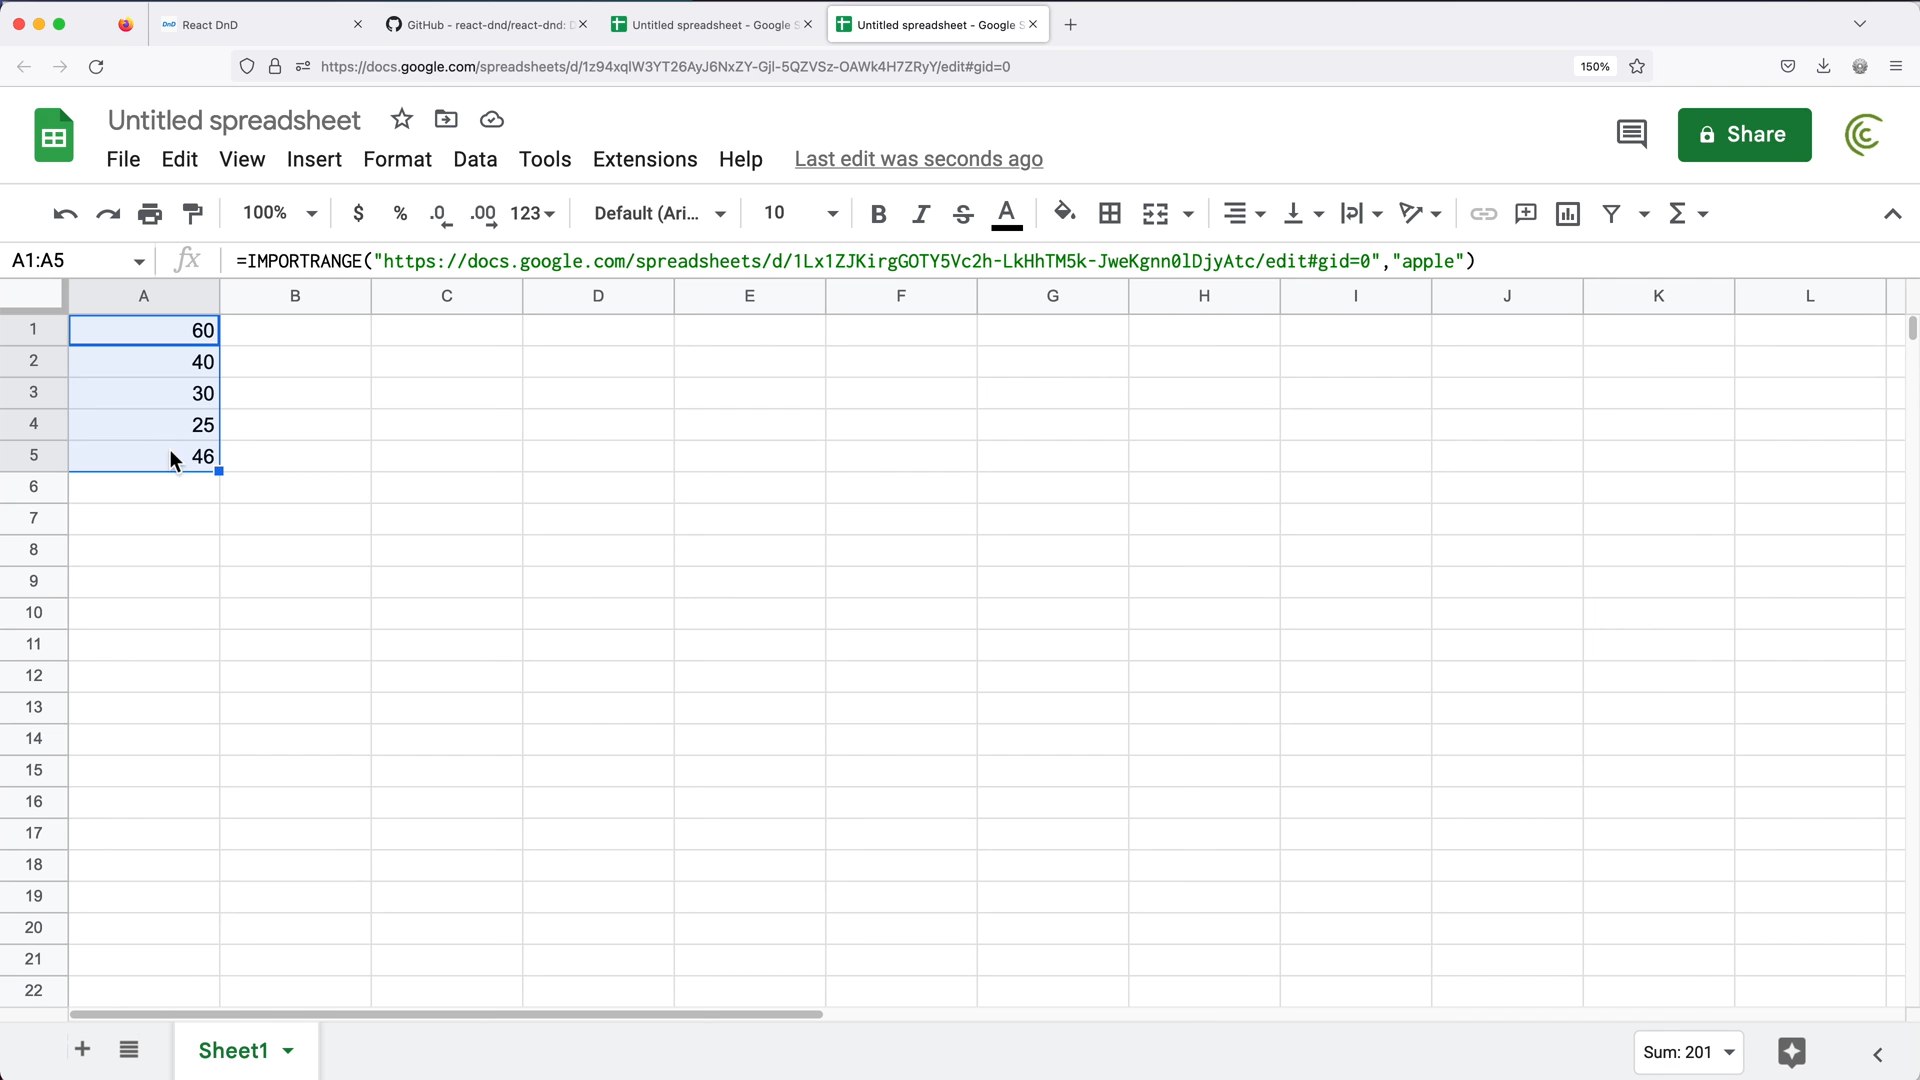 DnD React DnD GitHub - react-dnd/react-dnd: D Untitled spreadsheet - Google S Untitled spreadsheet - Google S
https://docs.google.com/spreadsheets/d/1z94xqlW3YT26AyJ6NxZY-Gjl-5QZVSz-OAWk4H7ZRyY/edit#gid=0 150%
Untitled spreadsheet
Share
File Edit View Insert Format Data Tools Extensions Help Last edit was seconds ago
100% $ % .0 .00 123 Default (Ari... 10 B I S A Σ
A1:A5 fx =IMPORTRANGE("https://docs.google.com/spreadsheets/d/1Lx1ZJKirgGOTY5Vc2h-LkHhTM5k-JweKgnn0lDjyAtc/edit#gid=0","apple")
A B C D E F G H I J K L
1 60
2 40
3 30
4 25
5 46
6
7
8
9
10
11
12
13
14
15
16
17
18
19
20
21
22
Sheet1 Sum: 201